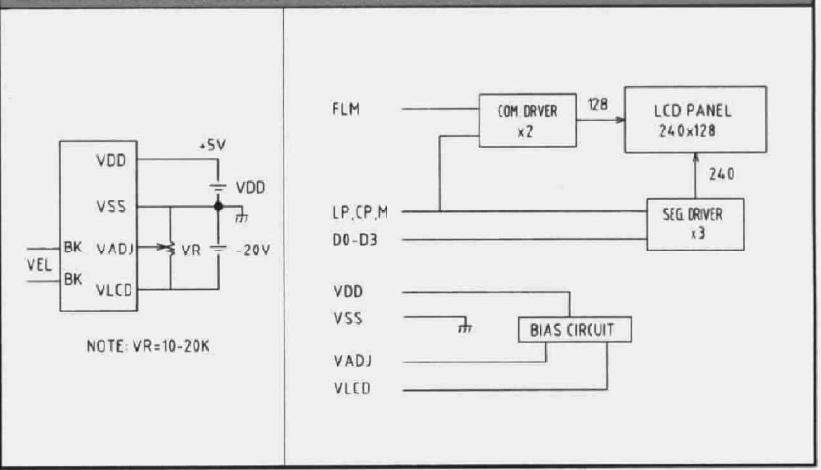 +5V
VDD
VDD
VSS
BK
VADJ
VR
-20V
VEL
BK
VLCD
NOTE: VR=10-20K
FLM
COM. DRVER
x2
128
LCD PANEL
240x128
240
LP,CP,M
SEG. DRIVER
x3
D0-D3
VDD
VSS
BIAS CIRCUIT
VADJ
VLCD